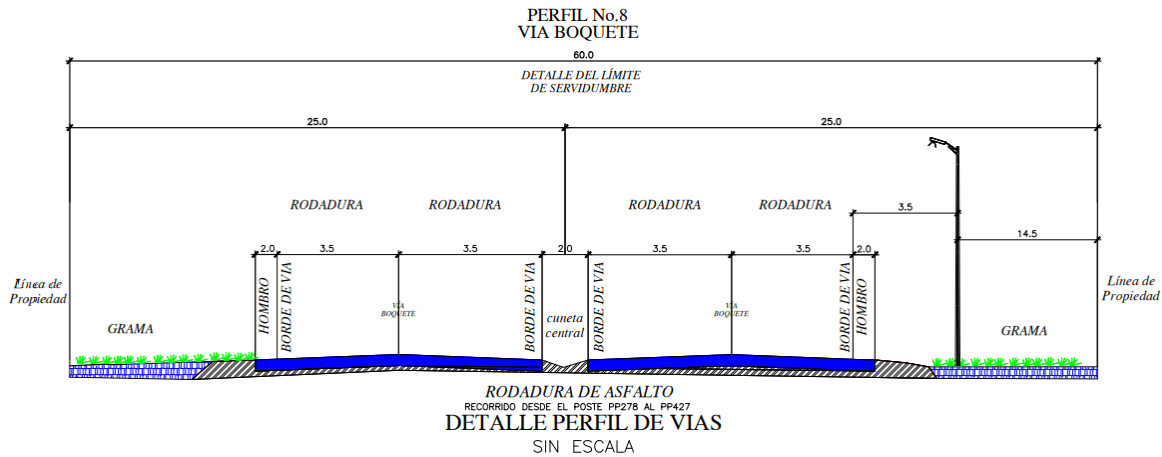 PERFIL No.8
VIA BOQUETE
60.0
DETALLE DEL LÍMITE
DE SERVIDUMBRE
25.0
25.0
RODADURA
RODADURA
RODADURA
RODADURA
3.5
14.5
2.0
3.5
3.5
2.0
3.5
3.5
2.0
Línea de
Propiedad
GRAMA
HOMBRO
BORDE DE VIA
VÍA
BOQUETE
BORDE DE VIA
cuneta
central
BORDE DE VIA
VIA
BOQUETE
BORDE DE VIA
HOMBRO
GRAMA
Línea de
Propiedad
RODADURA DE ASFALTO
RECORRIDO DESDE EL POSTE PP278 AL PP427
DETALLE PERFIL DE VIAS
SIN ESCALA